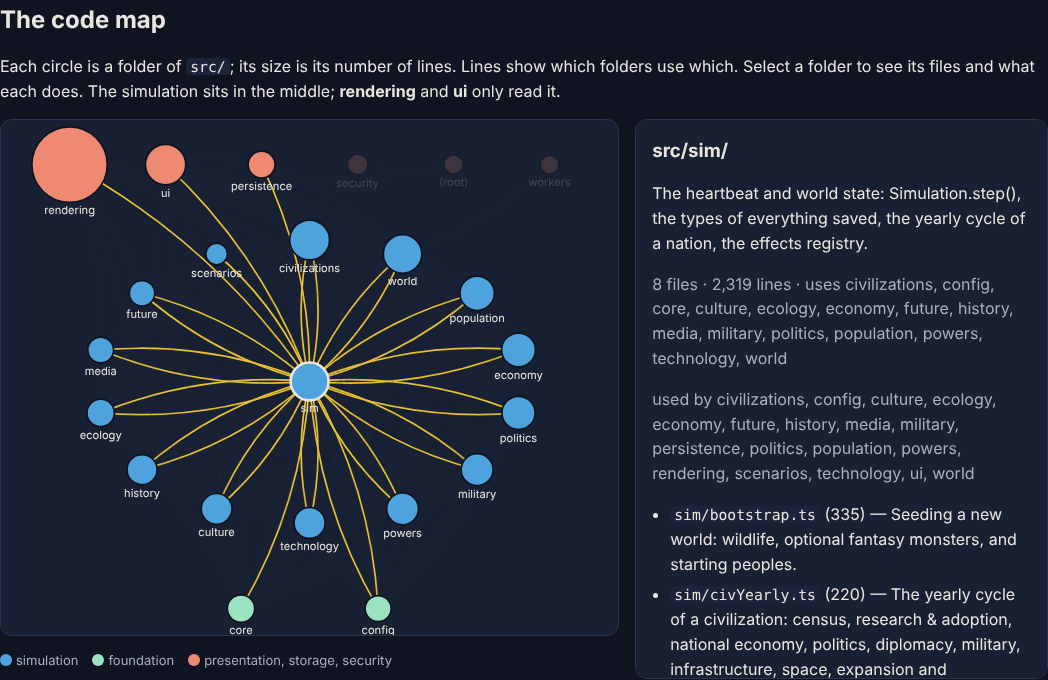 The code map
Each circle is a folder of src/; its size is its number of lines. Lines show which folders use which. Select a folder to see its files and what
each does. The simulation sits in the middle; rendering and ui only read it.
rendering
ui
persistence
security
(root)
workers
scenarios
civilizations
world
future
population
media
economy
sim
ecology
politics
history
military
culture
technology
powers
core
config
simulation
foundation
presentation, storage, security
src/sim/
The heartbeat and world state: Simulation.step(),
the types of everything saved, the yearly cycle of
a nation, the effects registry.
8 files · 2,319 lines · uses civilizations, config,
core, culture, ecology, economy, future, history,
media, military, politics, population, powers,
technology, world
used by civilizations, config, culture, ecology,
economy, future, history, media, military,
persistence, politics, population, powers,
rendering, scenarios, technology, ui, world
• sim/bootstrap.ts (335) — Seeding a new
world: wildlife, optional fantasy monsters, and
starting peoples.
• sim/civYearly.ts (220) — The yearly cycle
of a civilization: census, research & adoption,
national economy, politics, diplomacy, military,
infrastructure, space, expansion and